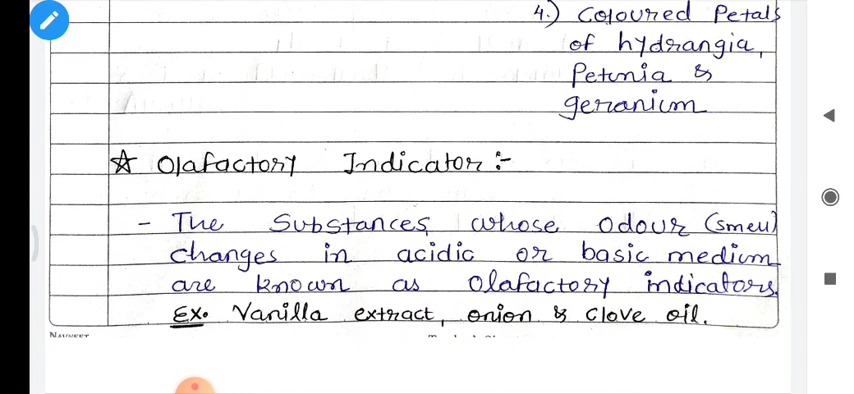 4.) Coloured Petals
of hydrangia,
Petunia &
geranium
☆ Olafactory Indicator :-
- The Substances whose odour (smell)
changes in acidic or basic medium
are known as Olafactory indicators.
Ex. Vanilla extract, onion & clove oil.
NAVNEET